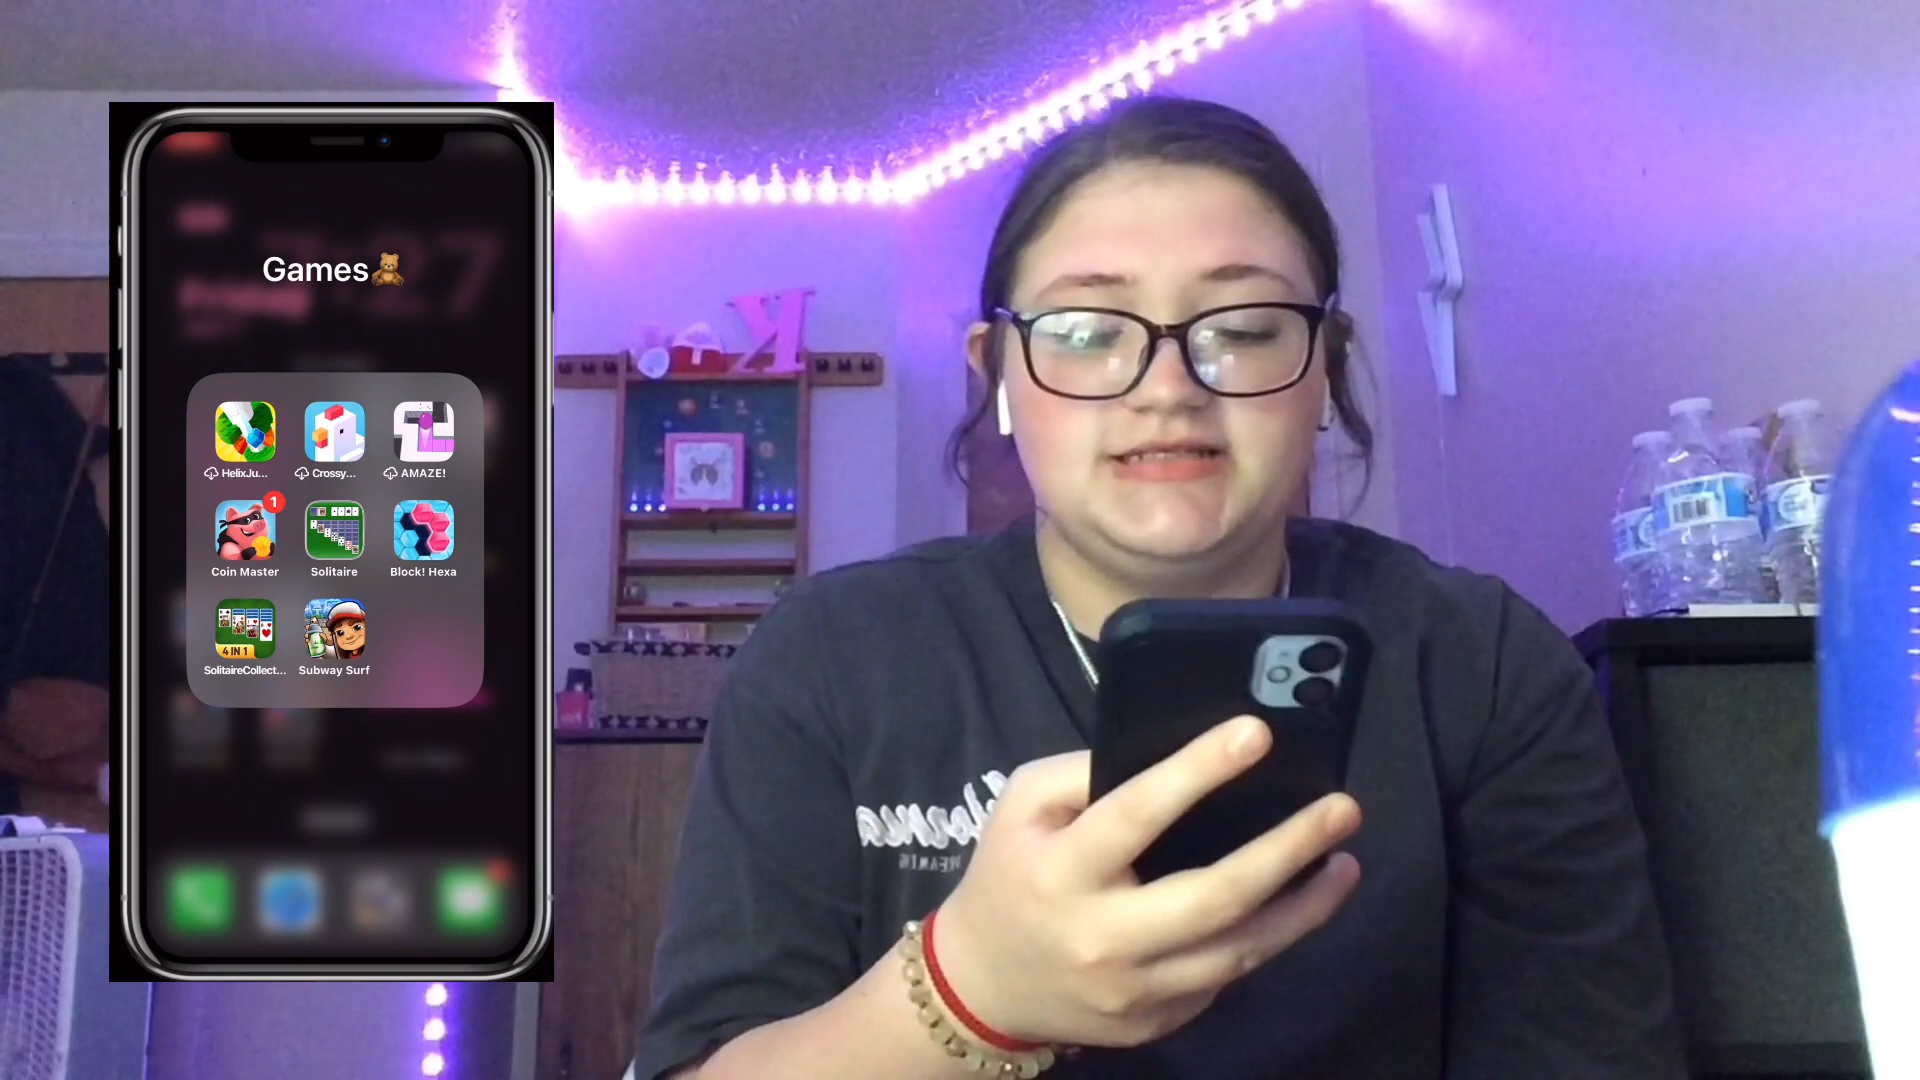 Games🧸
HelixJu...
Crossy...
AMAZE!
1
Coin Master
Solitaire
Block! Hexa
4 IN 1
SolitaireCollect...
Subway Surf
K